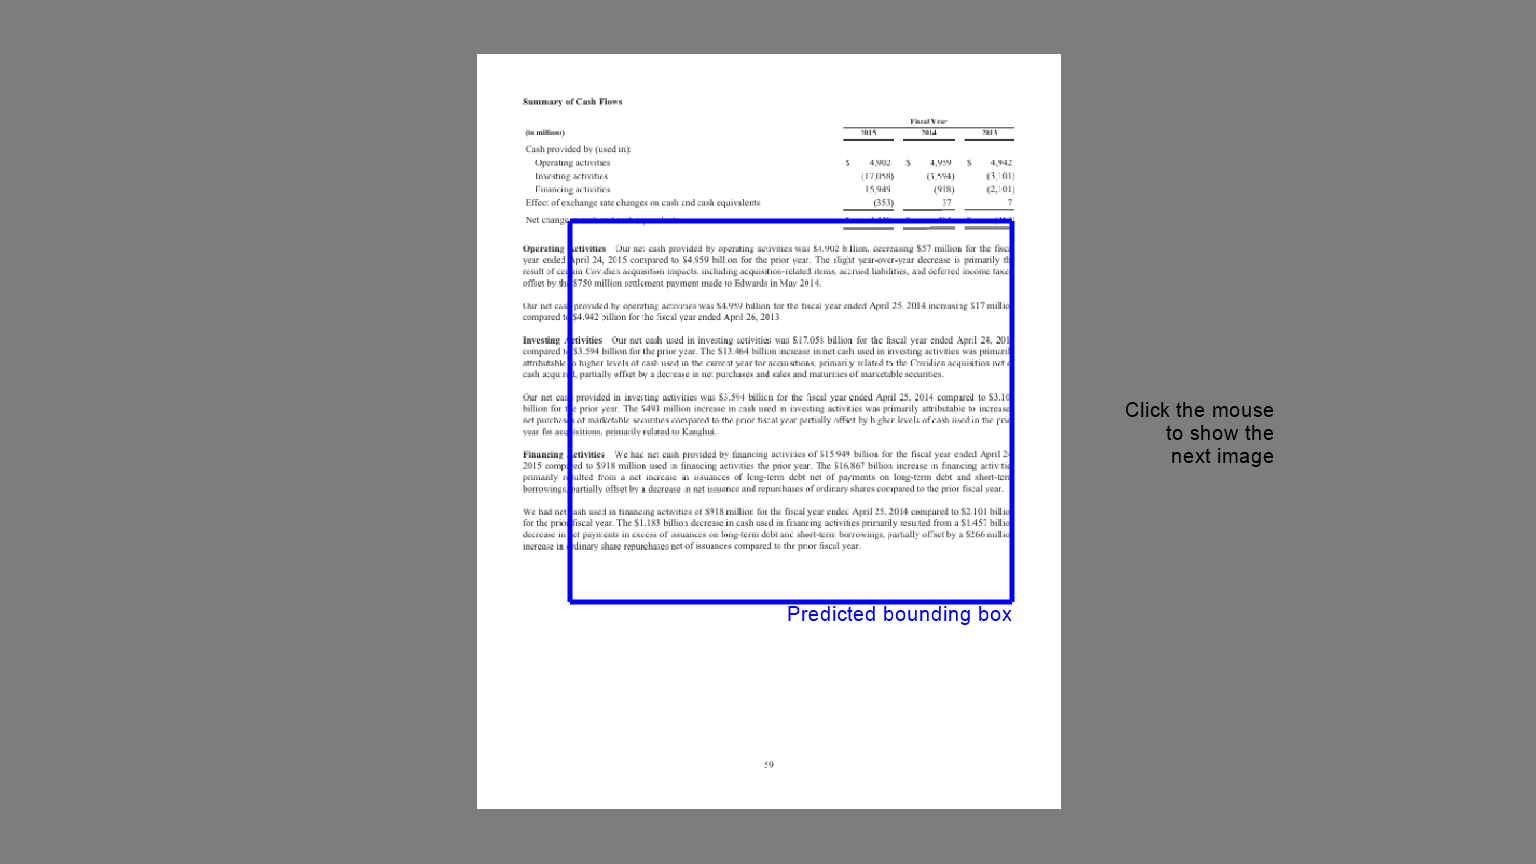 Summary of Cash Flows
Fiscal Year
(in millions) 2015 2014 2013
Cash provided by (used in):
Operating activities $ 4,902 $ 4,959 $ 4,942
Investing activities (17,058) (3,594) (3,101)
Financing activities 15,949 (918) (2,101)
Effect of exchange rate changes on cash and cash equivalents (353) 37 7
Net change in cash and cash equivalents $ $ $
Operating Activities Our net cash provided by operating activities was $4.902 billion, decreasing $57 million for the fiscal
year ended April 24, 2015 compared to $4.959 billion for the prior year. The slight year-over-year decrease is primarily the
result of certain Covidien acquisition impacts, including acquisition-related items, accrued liabilities, and deferred income taxes
offset by the $750 million settlement payment made to Edwards in May 2014.
Our net cash provided by operating activities was $4.959 billion for the fiscal year ended April 25, 2014 increasing $17 million
compared to $4.942 billion for the fiscal year ended April 26, 2013.
Investing Activities Our net cash used in investing activities was $17.058 billion for the fiscal year ended April 24, 2015
compared to $3.594 billion for the prior year. The $13.464 billion increase in net cash used in investing activities was primarily
attributable to higher levels of cash used in the current year for acquisitions, primarily related to the Covidien acquisition net of
cash acquired, partially offset by a decrease in net purchases and sales and maturities of marketable securities.
Our net cash provided in investing activities was $3.594 billion for the fiscal year ended April 25, 2014 compared to $3.101
billion for the prior year. The $493 million increase in cash used in investing activities was primarily attributable to increased
net purchases of marketable securities compared to the prior fiscal year partially offset by higher levels of cash used in the prior
year for acquisitions, primarily related to Kanghui.
Financing Activities We had net cash provided by financing activities of $15.949 billion for the fiscal year ended April 24,
2015 compared to $918 million used in financing activities the prior year. The $16.867 billion increase in financing activities
primarily resulted from a net increase in issuances of long-term debt net of payments on long-term debt and short-term
borrowings, partially offset by a decrease in net issuance and repurchases of ordinary shares compared to the prior fiscal year.
We had net cash used in financing activities of $918 million for the fiscal year ended April 25, 2014 compared to $2.101 billion
for the prior fiscal year. The $1.183 billion decrease in cash used in financing activities primarily resulted from a $1.457 billion
decrease in net payments in excess of issuances on long-term debt and short-term borrowings, partially offset by a $266 million
increase in ordinary share repurchases net of issuances compared to the prior fiscal year.
Predicted bounding box
59
Click the mouse
to show the
next image